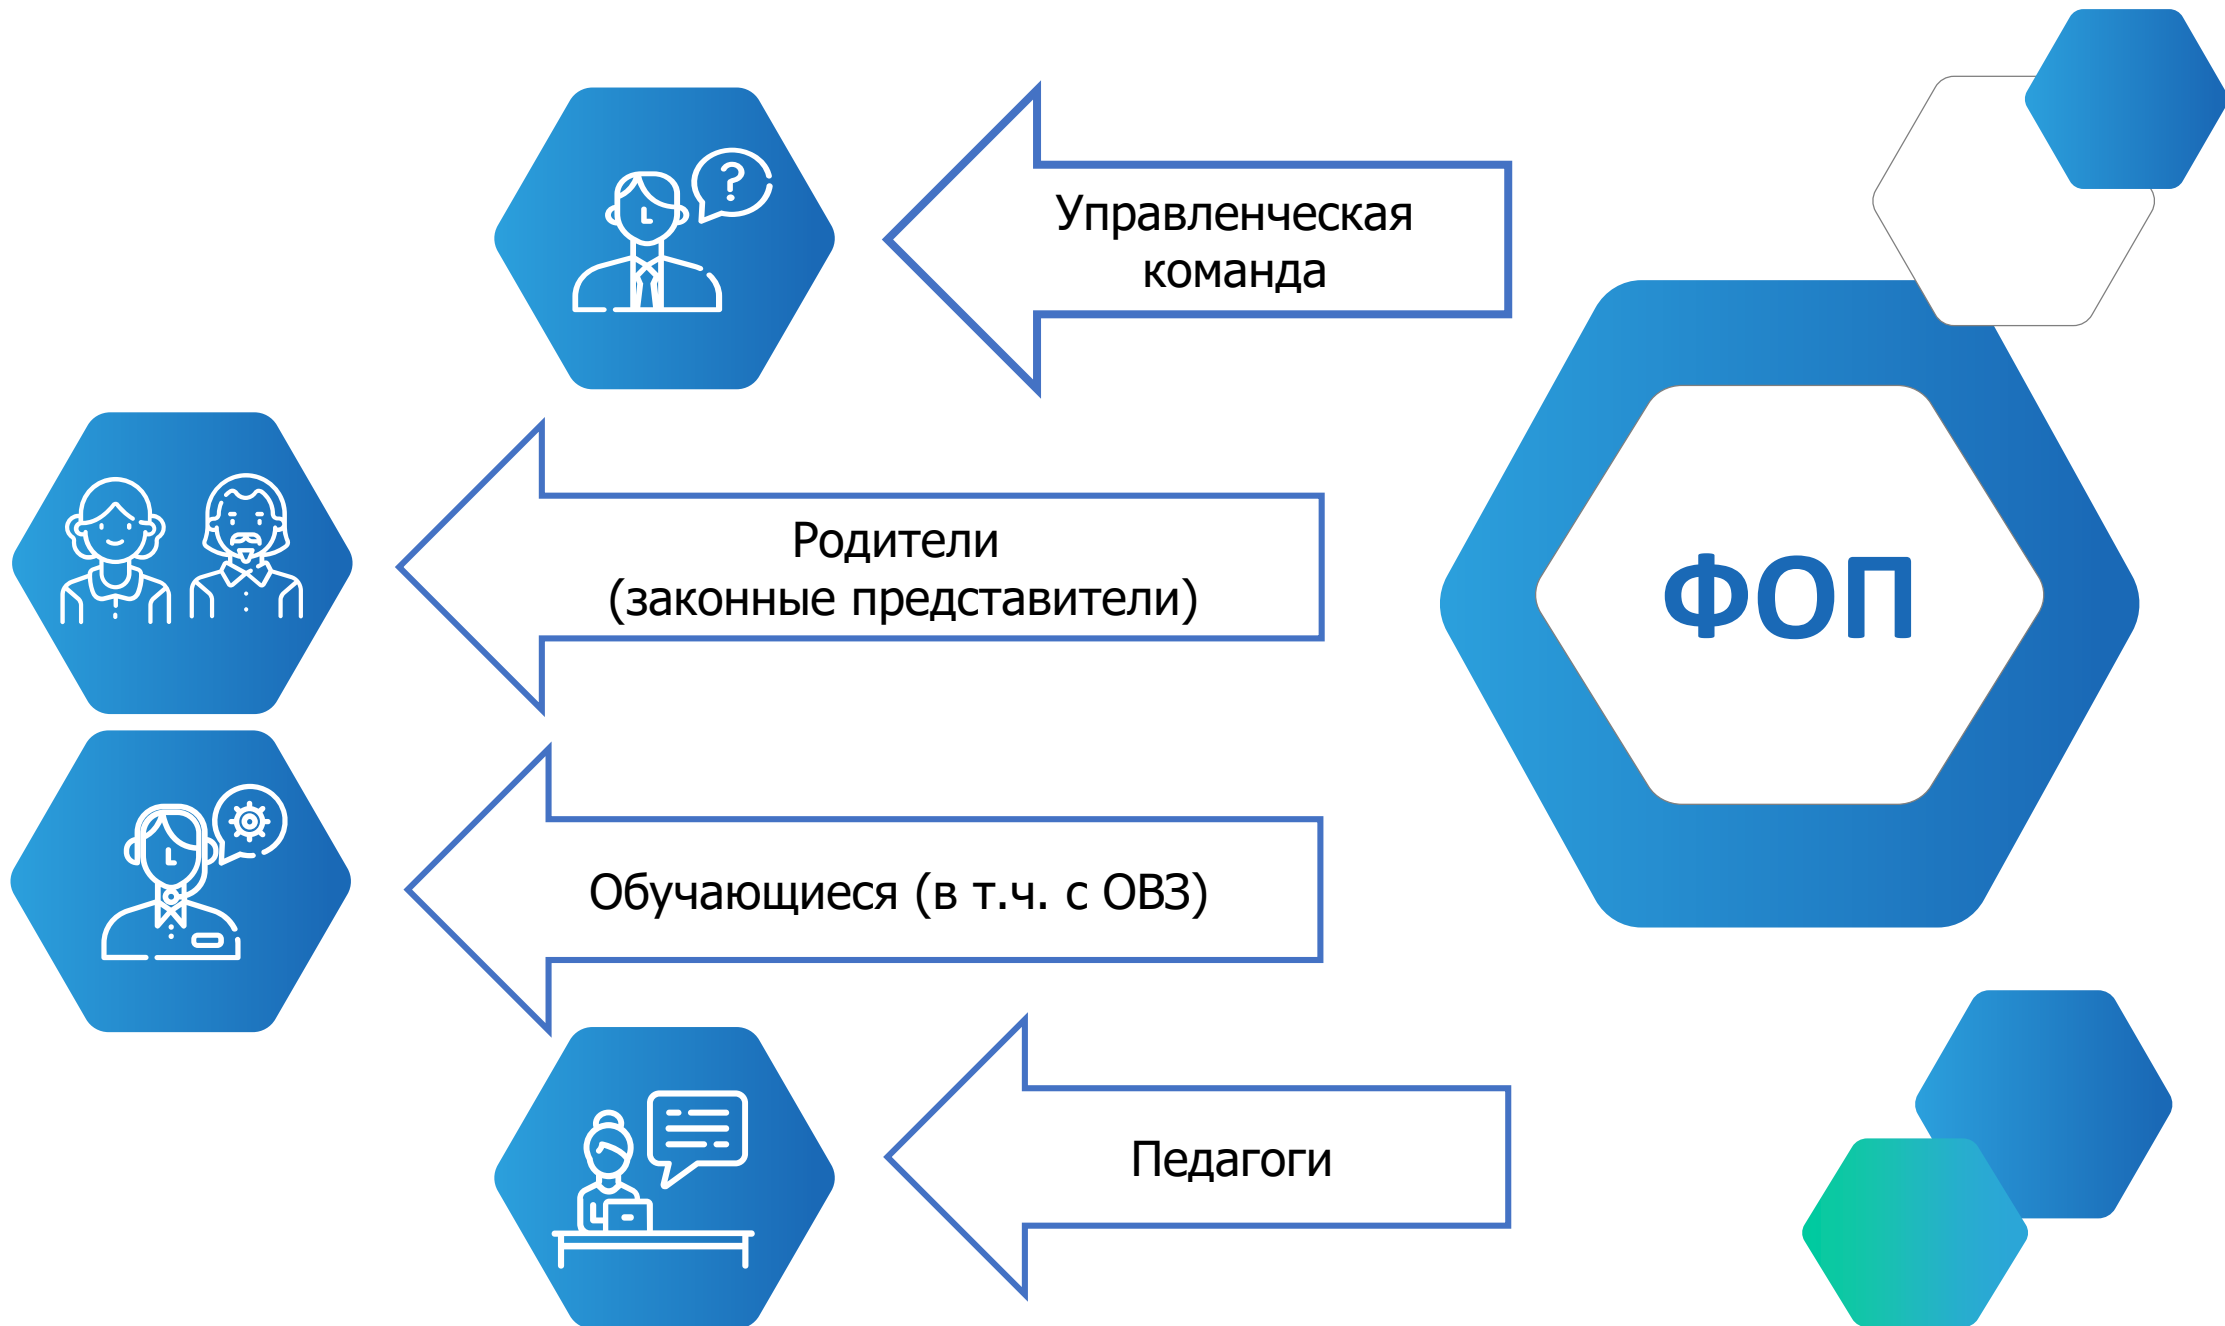 Управленческая
команда
Родители
(законные представители)
ФОП
Обучающиеся (в т.ч. с ОВЗ)
Педагоги
?